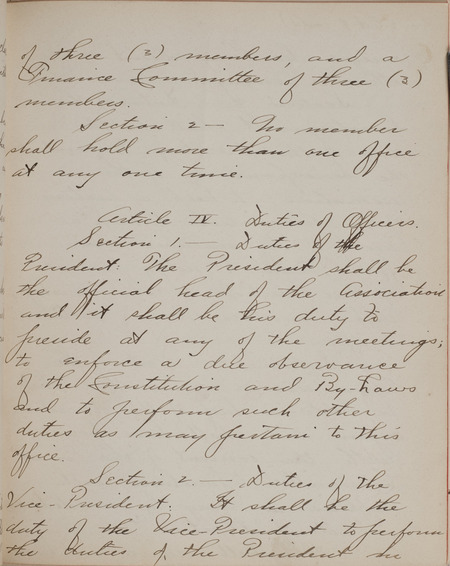 of three (3) members, and a
Finance Committee of three (3)
members.
Section 2 — No member
shall hold more than one office
at any one time.
Article IV. Duties of Officers.
Section 1. — Duties of the
President: The President shall be
the official head of the Association
and it shall be his duty to
preside at any of the meetings;
to enforce a due observance
of the Constitution and By-Laws
and to perform such other
duties as may pertain to this
office.
Section 2. — Duties of the
Vice-President. It shall be the
duty of the Vice-President to perform
the duties of the President in